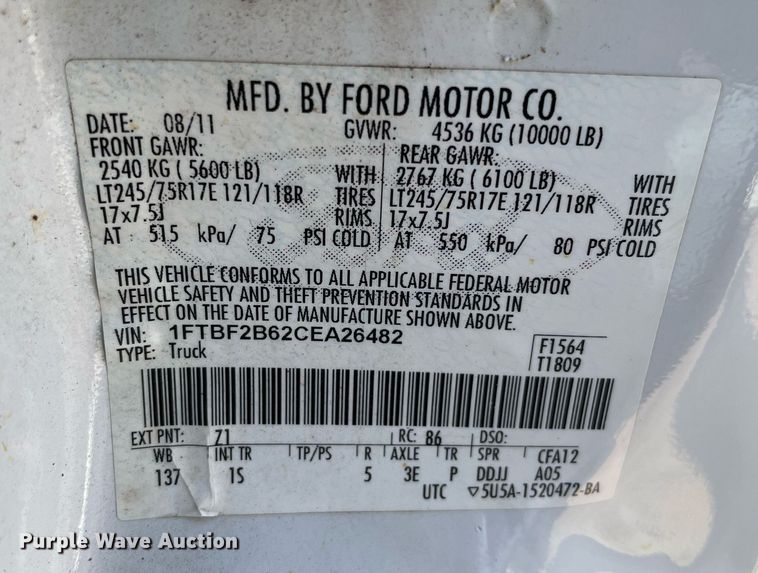 MFD. BY FORD MOTOR CO.
DATE: 08/11 GVWR: 4536 KG (10000 LB)
FRONT GAWR: REAR GAWR:
2540 KG ( 5600 LB) WITH 2767 KG ( 6100 LB) WITH
LT245/75R17E 121/118R TIRES LT245/75R17E 121/118R TIRES
17x7.5J RIMS 17x7.5J RIMS
AT 515 kPa/ 75 PSI COLD AT 550 kPa/ 80 PSI COLD
THIS VEHICLE CONFORMS TO ALL APPLICABLE FEDERAL MOTOR
VEHICLE SAFETY AND THEFT PREVENTION STANDARDS IN
EFFECT ON THE DATE OF MANUFACTURE SHOWN ABOVE.
VIN: 1FTBF2B62CEA26482
TYPE: Truck
F1564
T1809
EXT PNT: Z1 RC: 86 DSO:
WB INT TR TP/PS R AXLE TR SPR CFA12
137 1S 5 3E P DDJJ A05
UTC ▽5U5A-1520472-BA
Purple Wave Auction